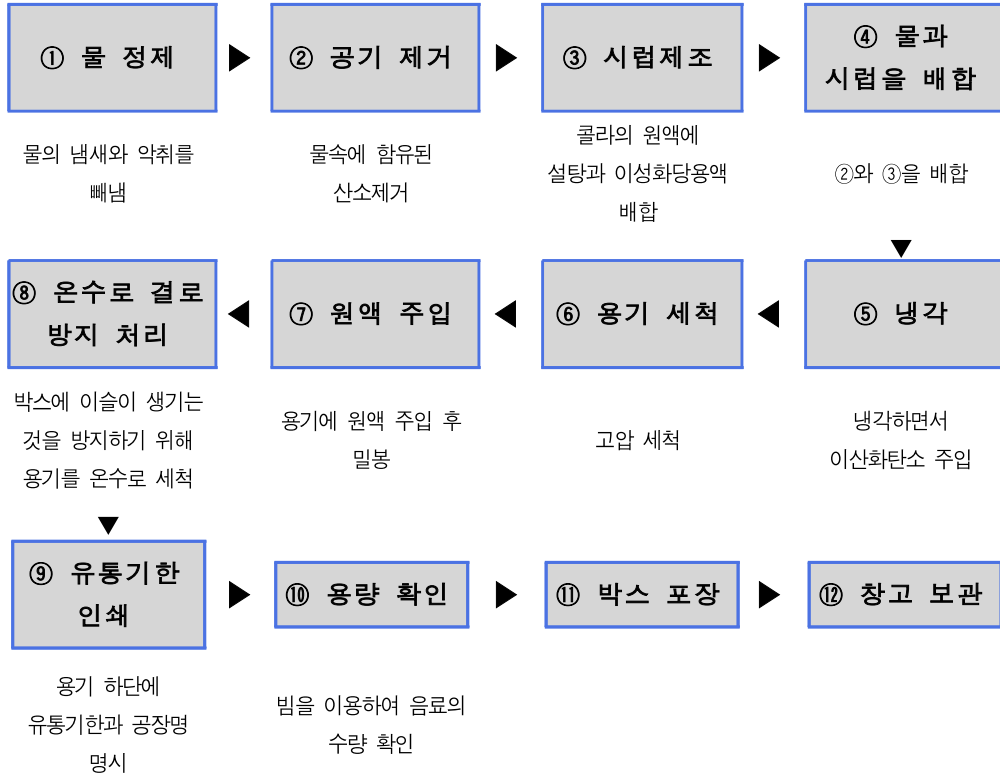 ① 물 정제
② 공기 제거
③ 시럽제조
④ 물과
시럽을 배합
물의 냄새와 악취를
빼냄
물속에 함유된
산소제거
콜라의 원액에
설탕과 이성화당용액
배합
②와 ③을 배합
⑧ 온수로 결로
방지 처리
⑦ 원액 주입
⑥ 용기 세척
⑤ 냉각
박스에 이슬이 생기는
것을 방지하기 위해
용기를 온수로 세척
용기에 원액 주입 후
밀봉
고압 세척
냉각하면서
이산화탄소 주입
⑨ 유통기한
인쇄
⑩ 용량 확인
⑪ 박스 포장
⑫ 창고 보관
용기 하단에
유통기한과 공장명
명시
빔을 이용하여 음료의
수량 확인